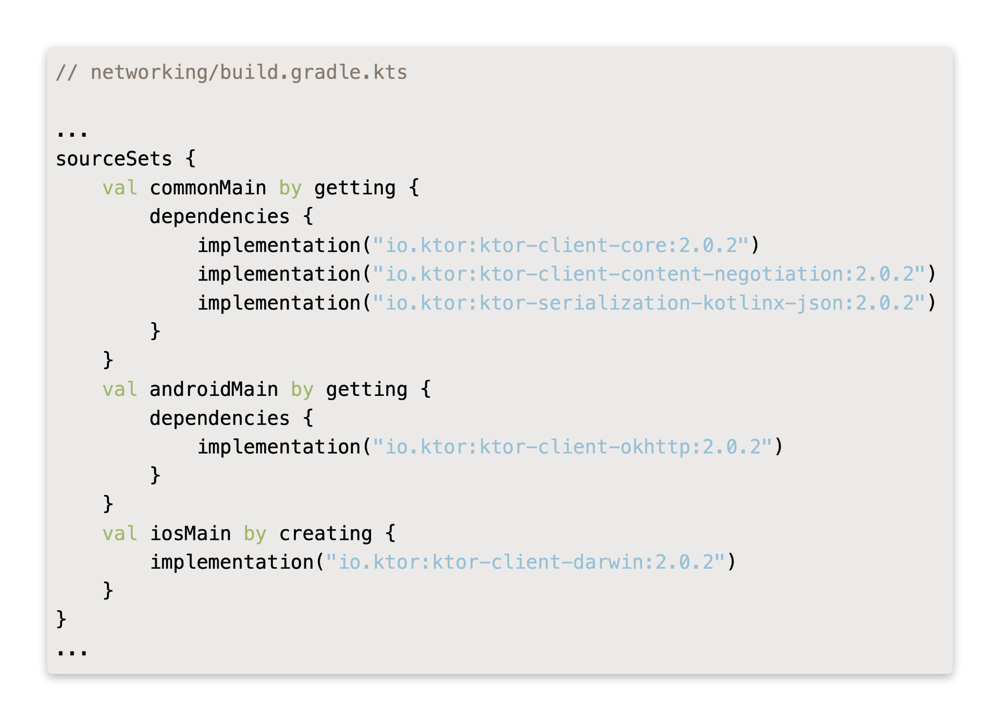 // networking/build.gradle.kts

...
sourceSets {
    val commonMain by getting {
        dependencies {
            implementation("io.ktor:ktor-client-core:2.0.2")
            implementation("io.ktor:ktor-client-content-negotiation:2.0.2")
            implementation("io.ktor:ktor-serialization-kotlinx-json:2.0.2")
        }
    }
    val androidMain by getting {
        dependencies {
            implementation("io.ktor:ktor-client-okhttp:2.0.2")
        }
    }
    val iosMain by creating {
        implementation("io.ktor:ktor-client-darwin:2.0.2")
    }
}
...